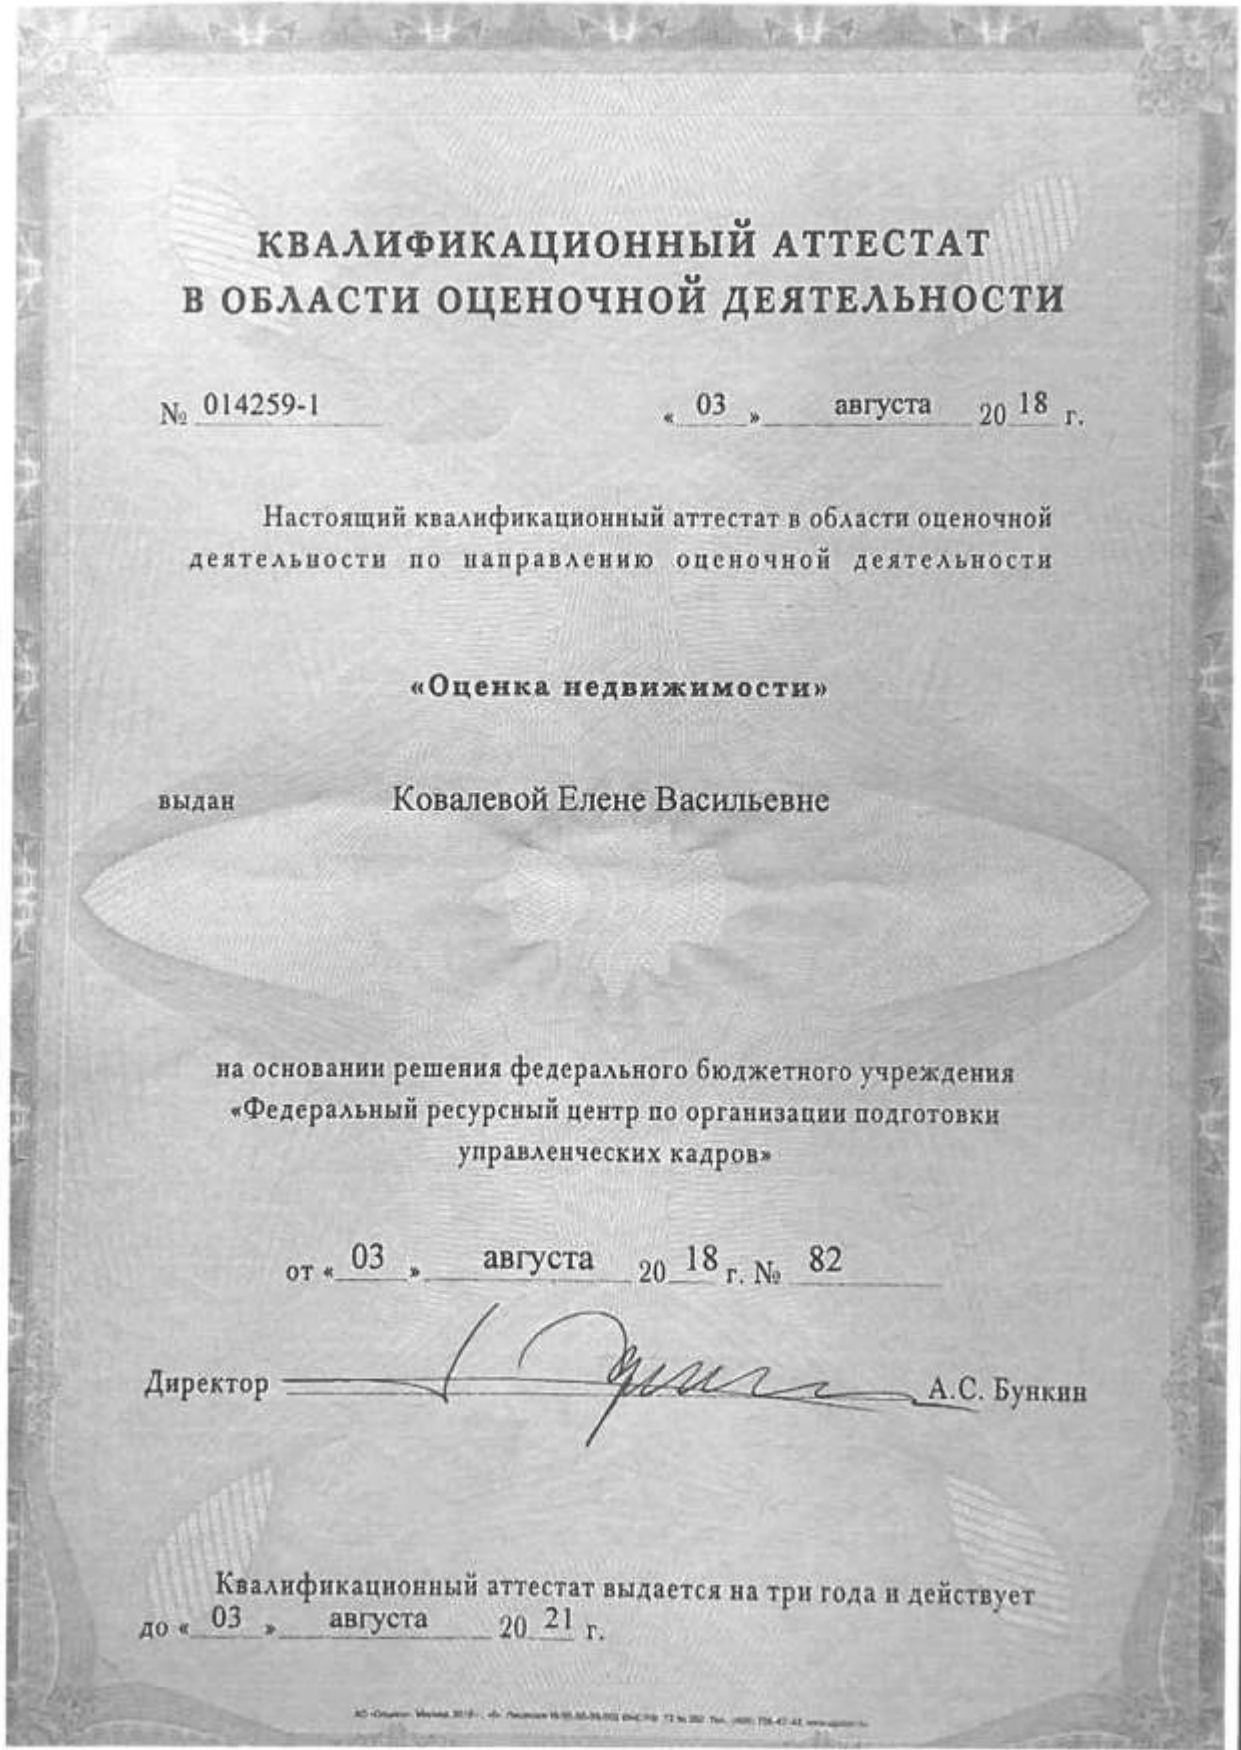 КВАЛИФИКАЦИОННЫЙ АТТЕСТАТ
В ОБЛАСТИ ОЦЕНОЧНОЙ ДЕЯТЕЛЬНОСТИ
№ 014259-1 « 03 » августа 20 18 г.
Настоящий квалификационный аттестат в области оценочной
деятельности по направлению оценочной деятельности
«Оценка недвижимости»
выдан Ковалевой Елене Васильевне
на основании решения федерального бюджетного учреждения
«Федеральный ресурсный центр по организации подготовки
управленческих кадров»
от « 03 » августа 20 18 г. № 82
Директор А.С. Бункин
Квалификационный аттестат выдается на три года и действует
до « 03 » августа 20 21 г.